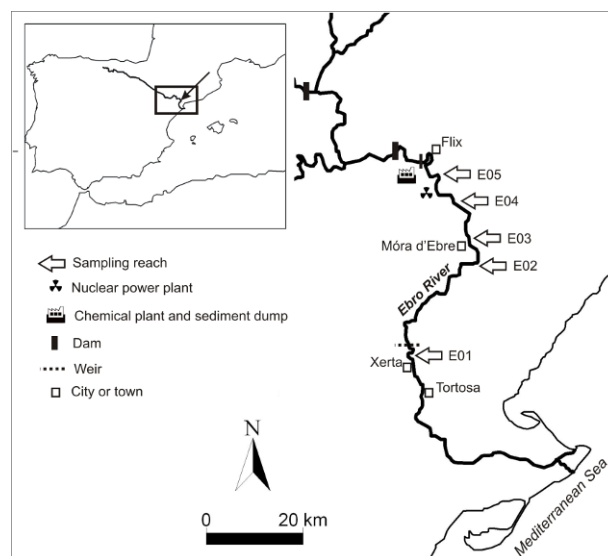 Flix
E05
E04
E03
Móra d'Ebre
E02
Ebro River
E01
Xerta
Tortosa
Mediterranean Sea
Sampling reach
Nuclear power plant
Chemical plant and sediment dump
Dam
Weir
City or town
N
0 20 km